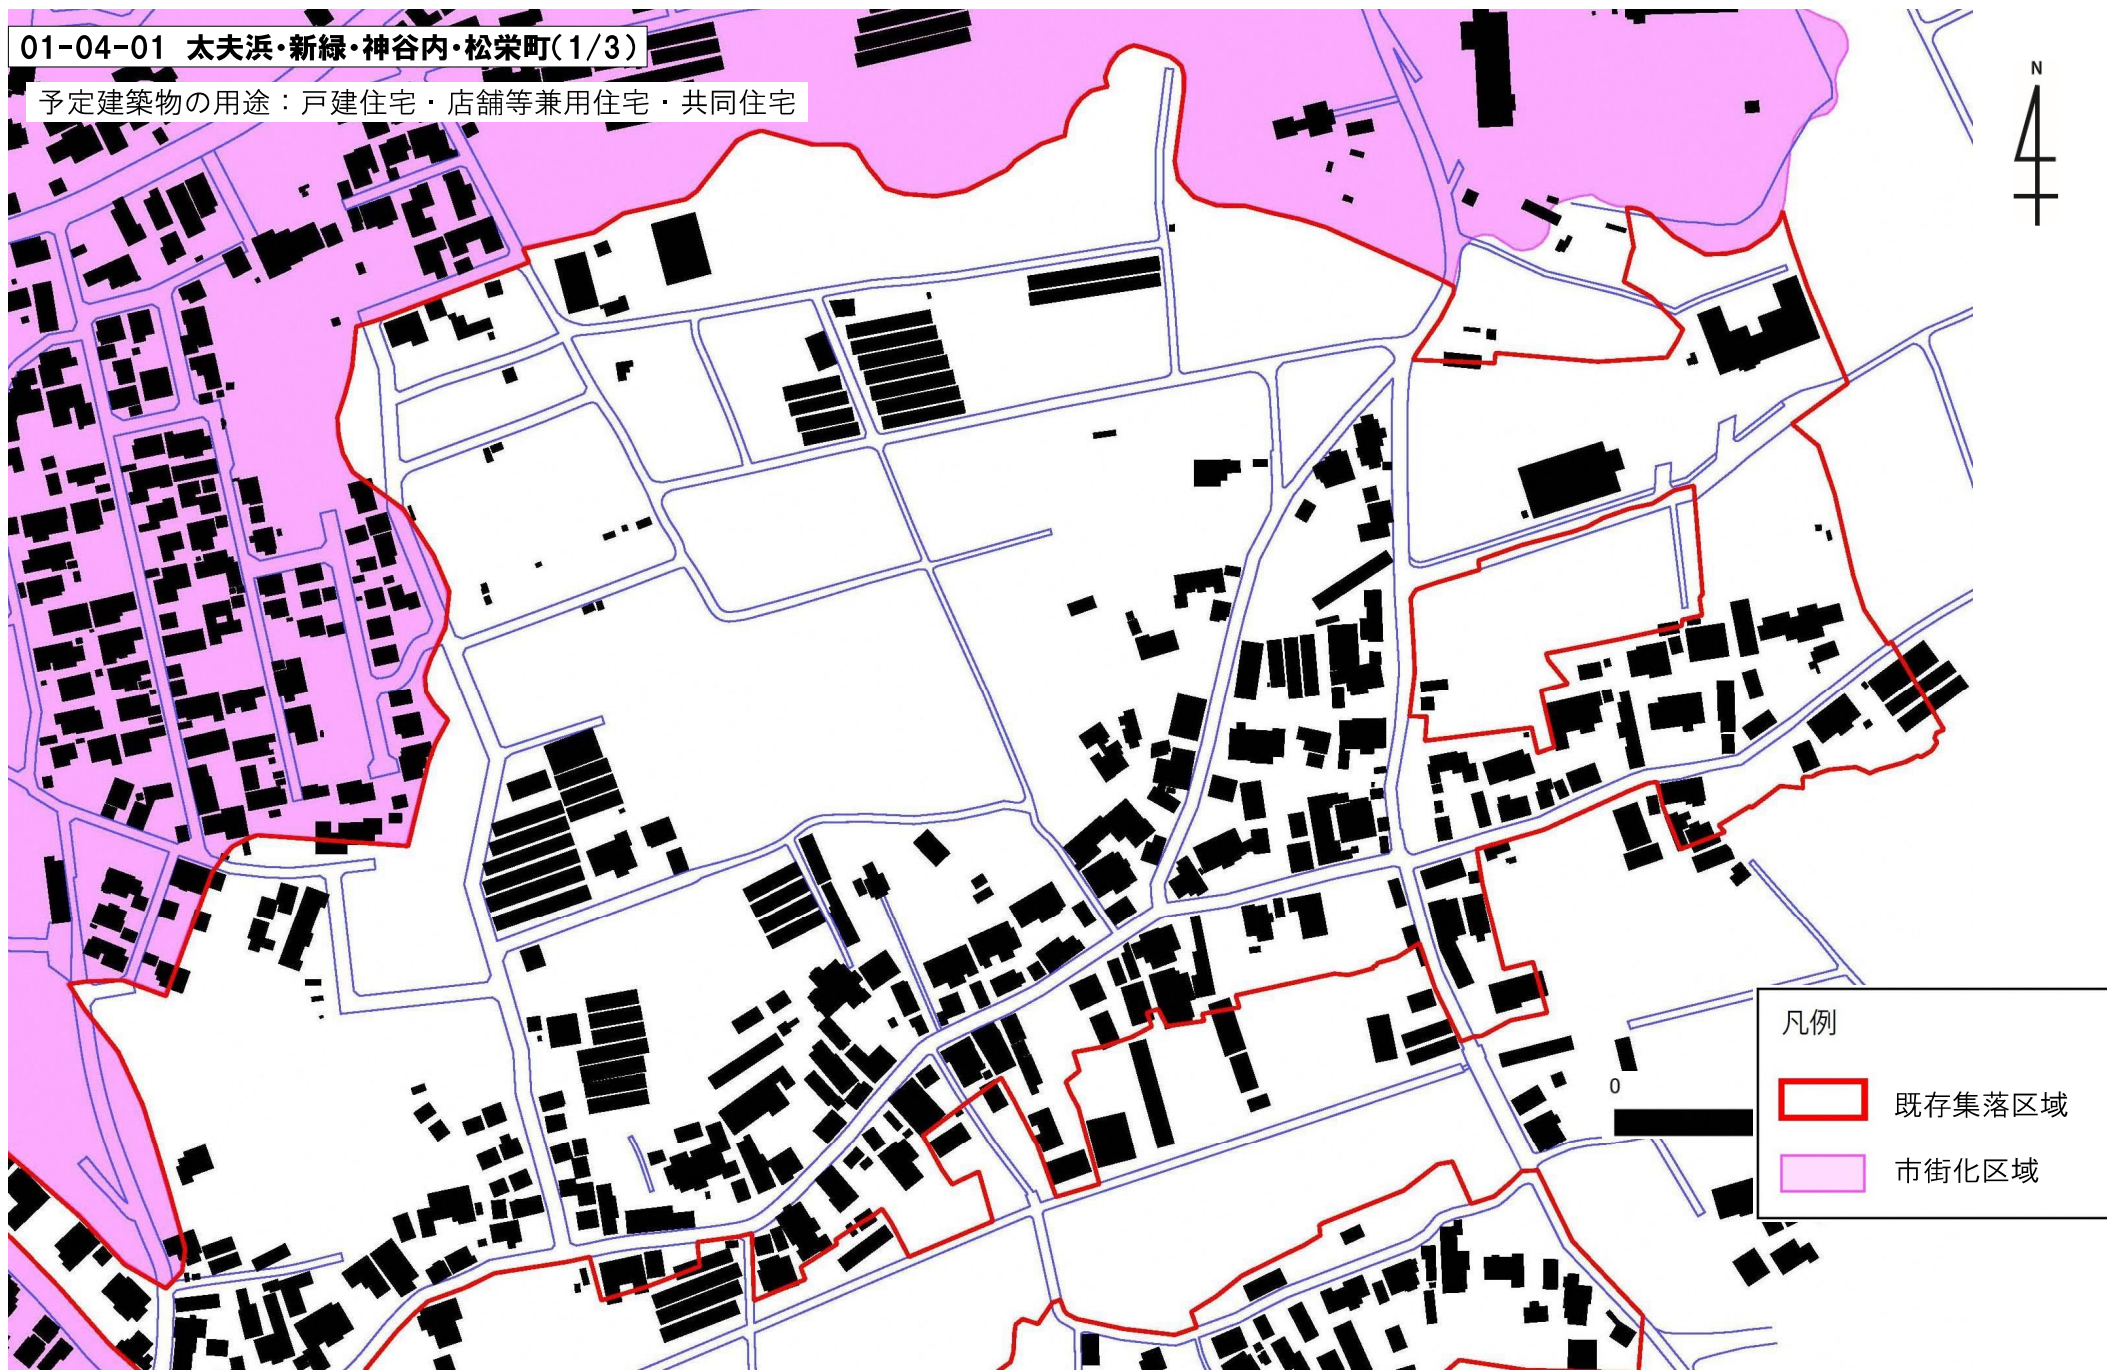 01-04-01 太夫浜・新緑・神谷内・松栄町(1/3)
予定建築物の用途：戸建住宅・店舗等兼用住宅・共同住宅
N
凡例
0
既存集落区域
市街化区域